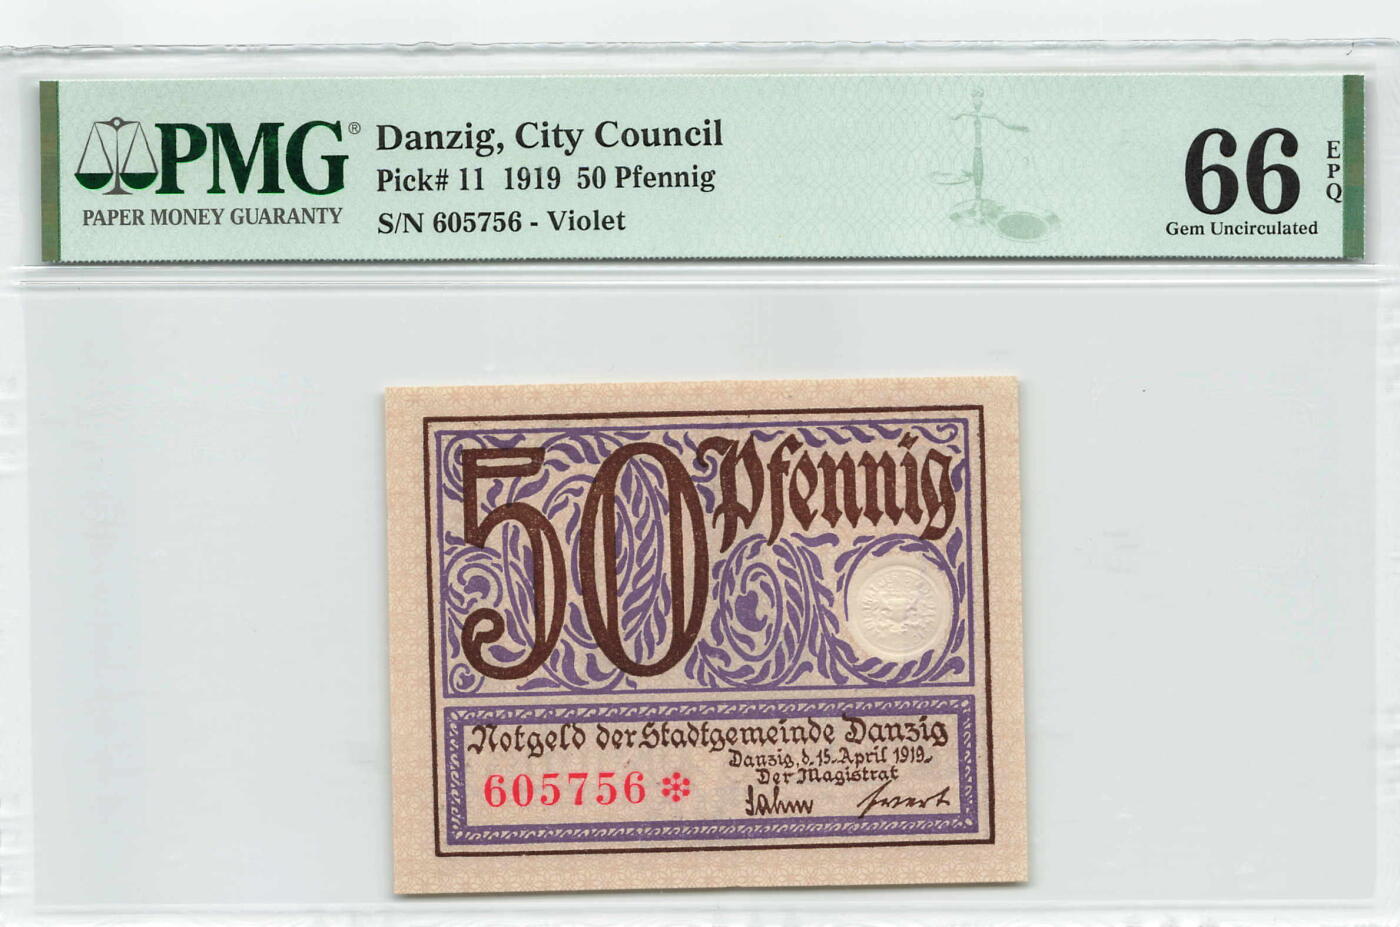 PMG®
PAPER MONEY GUARANTY
Danzig, City Council
Pick# 11 1919 50 Pfennig
S/N 605756 - Violet
66
EPQ
Gem Uncirculated
50 Pfennig
Notgeld der Stadtgemeinde Danzig
Danzig, d. 15. April 1919.
Der Magistrat
605756 ✻
Sahm